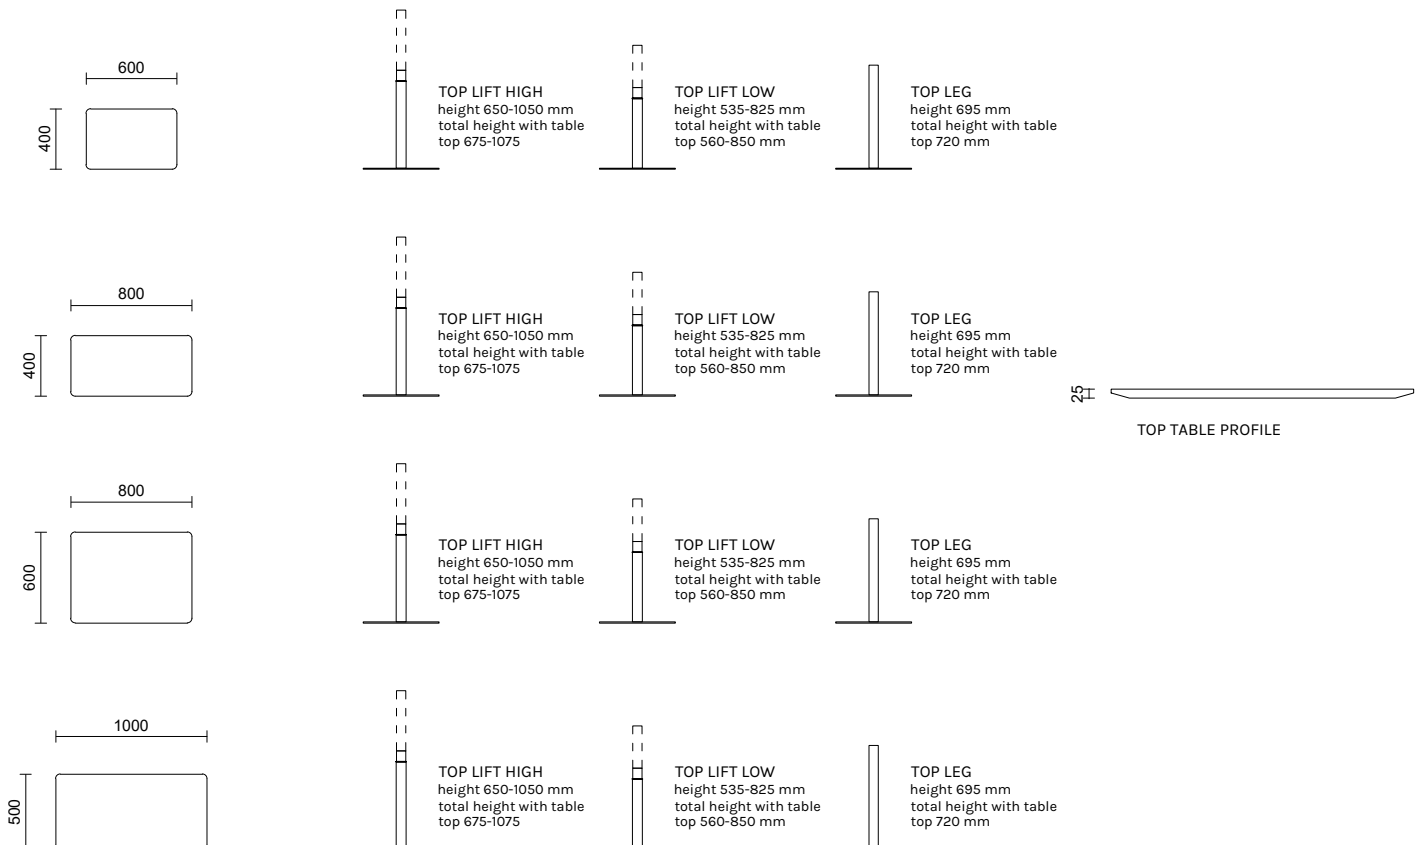 600
400
TOP LIFT HIGH
height 650-1050 mm
total height with table
top 675-1075
TOP LIFT LOW
height 535-825 mm
total height with table
top 560-850 mm
TOP LEG
height 695 mm
total height with table
top 720 mm
800
400
TOP LIFT HIGH
height 650-1050 mm
total height with table
top 675-1075
TOP LIFT LOW
height 535-825 mm
total height with table
top 560-850 mm
TOP LEG
height 695 mm
total height with table
top 720 mm
25
TOP TABLE PROFILE
800
600
TOP LIFT HIGH
height 650-1050 mm
total height with table
top 675-1075
TOP LIFT LOW
height 535-825 mm
total height with table
top 560-850 mm
TOP LEG
height 695 mm
total height with table
top 720 mm
1000
500
TOP LIFT HIGH
height 650-1050 mm
total height with table
top 675-1075
TOP LIFT LOW
height 535-825 mm
total height with table
top 560-850 mm
TOP LEG
height 695 mm
total height with table
top 720 mm